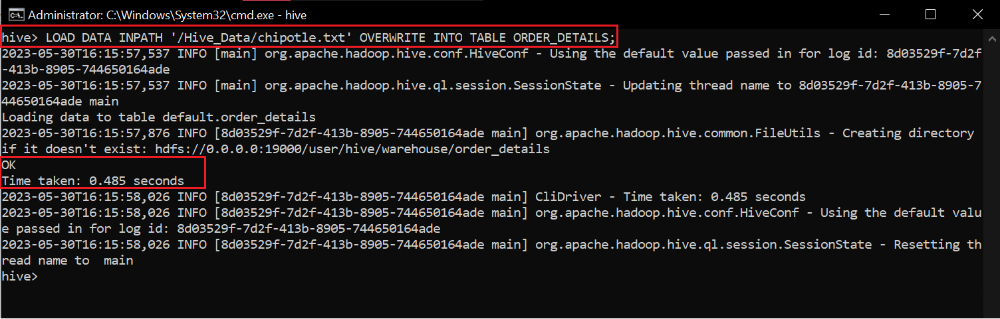 Administrator: C:\Windows\System32\cmd.exe - hive
hive> LOAD DATA INPATH '/Hive_Data/chipotle.txt' OVERWRITE INTO TABLE ORDER_DETAILS;
2023-05-30T16:15:57,537 INFO [main] org.apache.hadoop.hive.conf.HiveConf - Using the default value passed in for log id: 8d03529f-7d2f
-413b-8905-744650164ade
2023-05-30T16:15:57,537 INFO [main] org.apache.hadoop.hive.ql.session.SessionState - Updating thread name to 8d03529f-7d2f-413b-8905-7
44650164ade main
Loading data to table default.order_details
2023-05-30T16:15:57,876 INFO [8d03529f-7d2f-413b-8905-744650164ade main] org.apache.hadoop.hive.common.FileUtils - Creating directory
if it doesn't exist: hdfs://0.0.0.0:19000/user/hive/warehouse/order_details
OK
Time taken: 0.485 seconds
2023-05-30T16:15:58,026 INFO [8d03529f-7d2f-413b-8905-744650164ade main] CliDriver - Time taken: 0.485 seconds
2023-05-30T16:15:58,026 INFO [8d03529f-7d2f-413b-8905-744650164ade main] org.apache.hadoop.hive.conf.HiveConf - Using the default valu
e passed in for log id: 8d03529f-7d2f-413b-8905-744650164ade
2023-05-30T16:15:58,026 INFO [8d03529f-7d2f-413b-8905-744650164ade main] org.apache.hadoop.hive.ql.session.SessionState - Resetting th
read name to  main
hive>